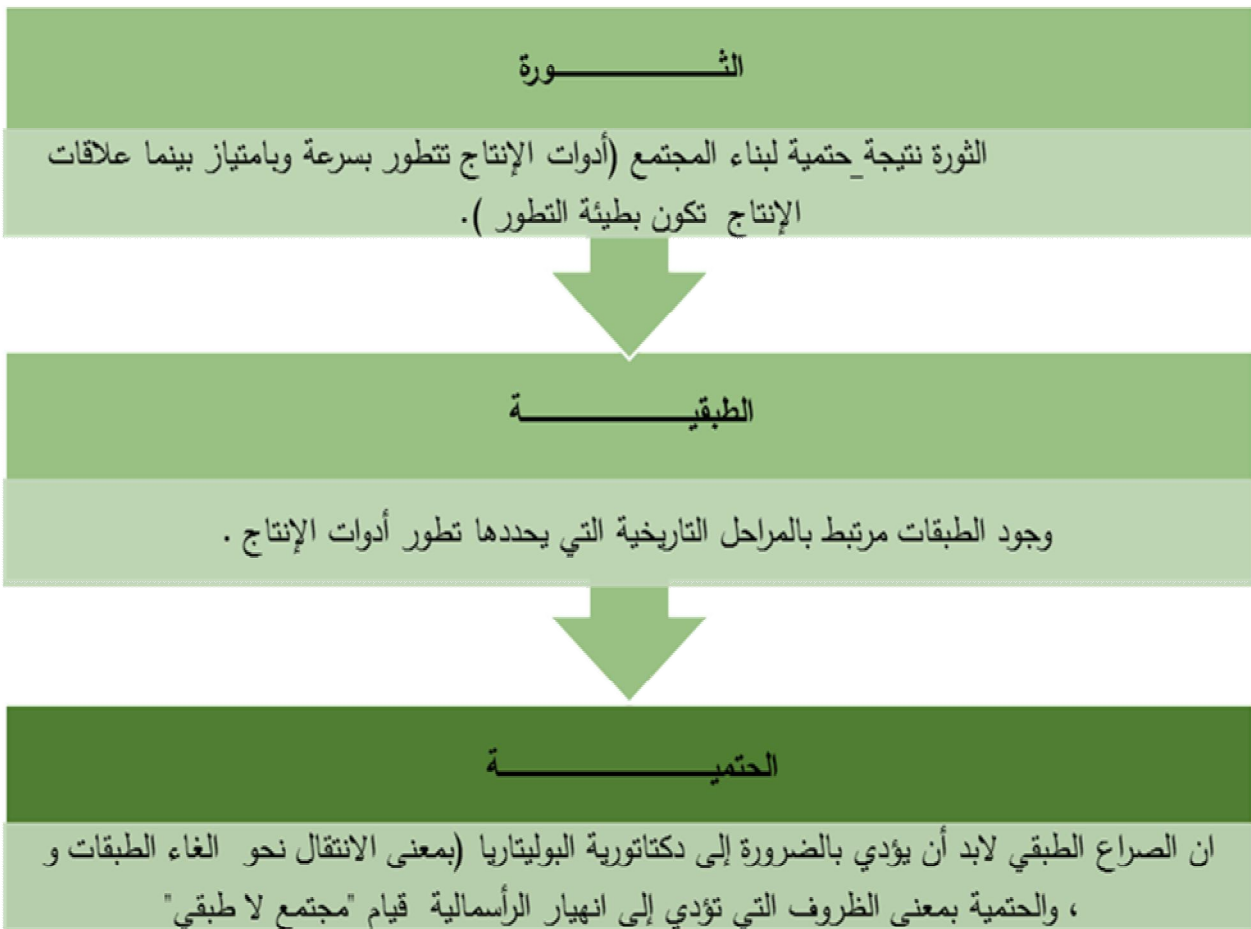 الثـــــــــــــورة
الثورة نتيجة_حتمية لبناء المجتمع (أدوات الإنتاج تتطور بسرعة وبامتياز بينما علاقات
الإنتاج تكون بطيئة التطور ).
الطبقيـــــــــــــة
وجود الطبقات مرتبط بالمراحل التاريخية التي يحددها تطور أدوات الإنتاج .
الحتميـــــــــــــة
ان الصراع الطبقي لابد أن يؤدي بالضرورة إلى دكتاتورية البوليتاريا (بمعنى الانتقال نحو الغاء الطبقات و
، والحتمية بمعنى الظروف التي تؤدي إلى انهيار الرأسمالية قيام "مجتمع لا طبقي"